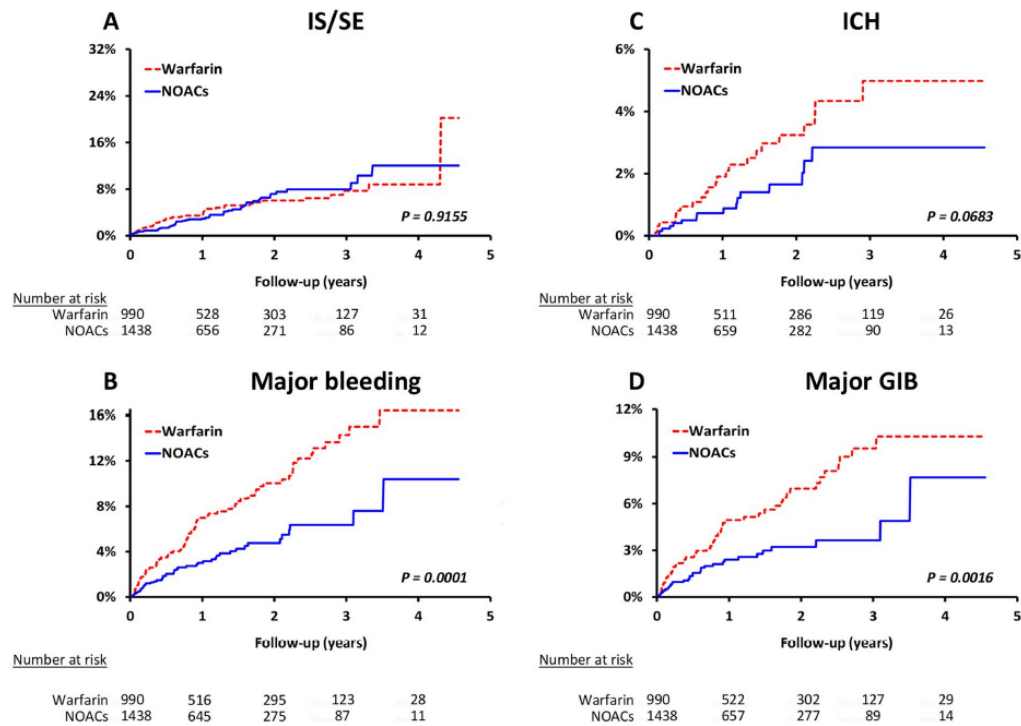 A IS/SE
32%
24%
16%
8%
0%
Warfarin
NOACs
P = 0.9155
0 1 2 3 4 5
Follow-up (years)
Number at risk
Warfarin 990 528 303 127 31
NOACs 1438 656 271 86 12
C ICH
6%
4%
2%
0%
Warfarin
NOACs
P = 0.0683
0 1 2 3 4 5
Follow-up (years)
Number at risk
Warfarin 990 511 286 119 26
NOACs 1438 659 282 90 13
B Major bleeding
16%
12%
8%
4%
0%
Warfarin
NOACs
P = 0.0001
0 1 2 3 4 5
Follow-up (years)
Number at risk
Warfarin 990 516 295 123 28
NOACs 1438 645 275 87 11
D Major GIB
12%
9%
6%
3%
0%
Warfarin
NOACs
P = 0.0016
0 1 2 3 4 5
Follow-up (years)
Number at risk
Warfarin 990 522 302 127 29
NOACs 1438 657 277 89 14